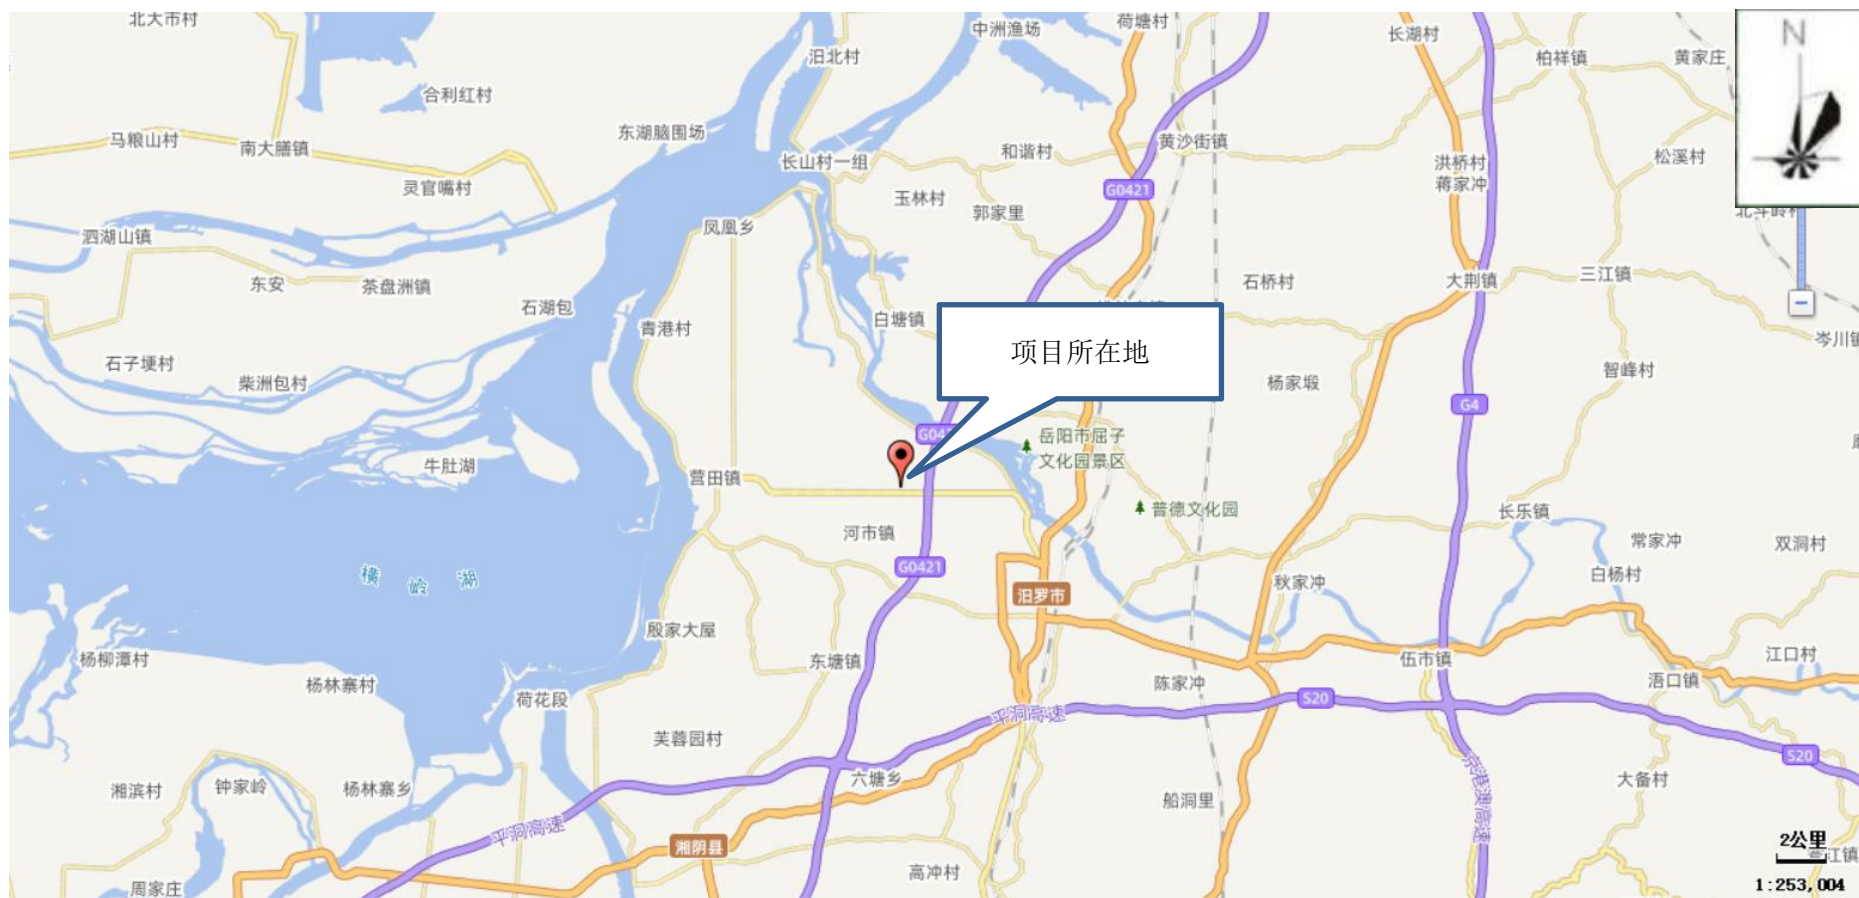 北大市村
中洲渔场
荷塘村
长湖村
N
汨北村
柏祥镇
黄家庄
合利红村
东湖脑围场
马粮山村
南大膳镇
长山村一组
和谐村
黄沙街镇
洪桥村
蒋家冲
松溪村
灵官嘴村
玉林村
G0421
郭家里
凤凰乡
泗湖山镇
东安
茶盘洲镇
石湖包
石桥村
大荆镇
三江镇
青港村
白塘镇
项目所在地
岑川镇
石子埂村
柴洲包村
杨家塅
智峰村
G4
岳阳市屈子
文化园景区
牛肚湖
营田镇
普德文化园
长乐镇
河市镇
常家冲
双洞村
G0421
横岭湖
白杨村
秋家冲
汨罗市
殷家大屋
杨柳潭村
东塘镇
伍市镇
江口村
杨林寨村
荷花段
陈家冲
浯口镇
S20
平洞高速
芙蓉园村
S20
湘滨村
钟家岭
杨林寨乡
六塘乡
船洞里
京港澳高速
大备村
平洞高速
湘阴县
2公里
高冲村
周家庄
1:253,004